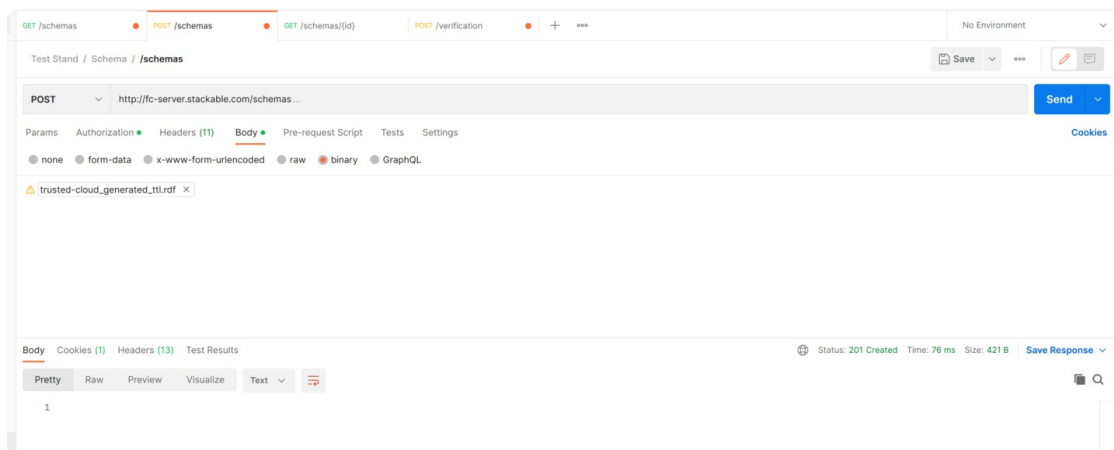 GET /schemas POST /schemas GET /schemas/{id} POST /verification No Environment
Test Stand / Schema / /schemas Save
POST http://fc-server.stackable.com/schemas ... Send
Params Authorization Headers (11) Body Pre-request Script Tests Settings Cookies
none form-data x-www-form-urlencoded raw binary GraphQL
trusted-cloud_generated_ttl.rdf
Body Cookies (1) Headers (13) Test Results Status: 201 Created Time: 76 ms Size: 421 B Save Response
Pretty Raw Preview Visualize Text
1